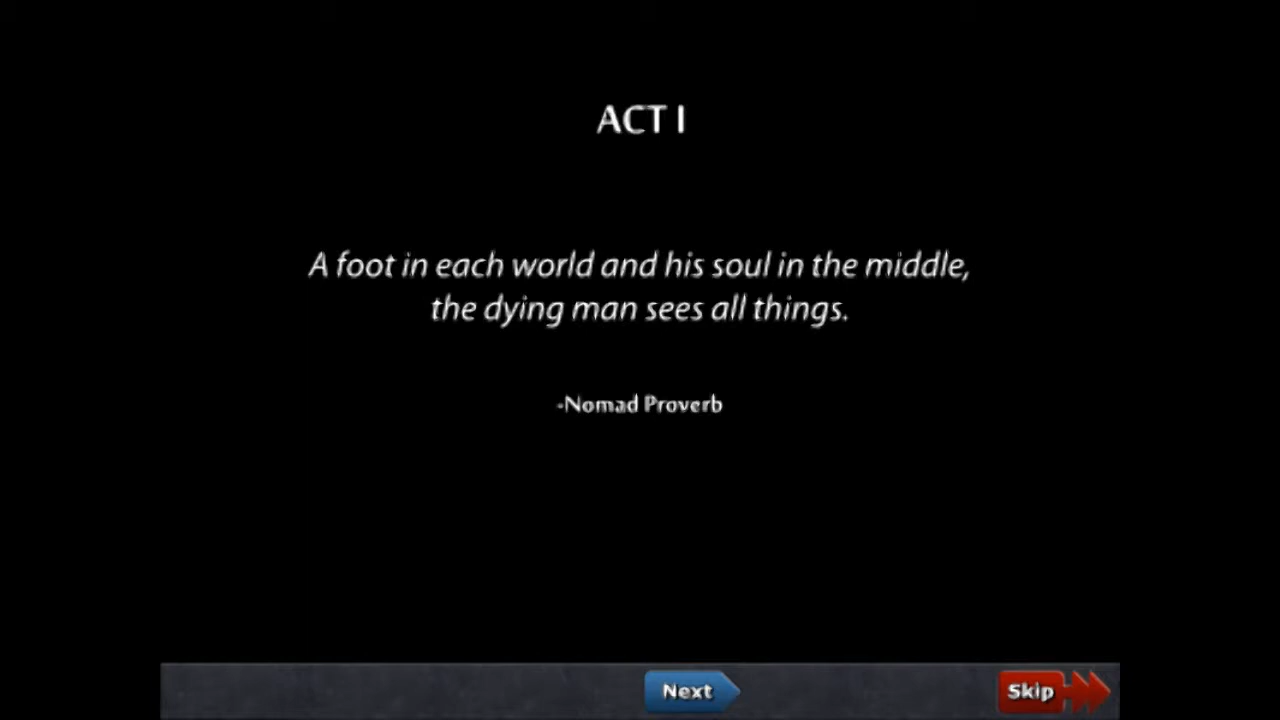 ACT I
A foot in each world and his soul in the middle,
the dying man sees all things.
-Nomad Proverb
Next
Skip